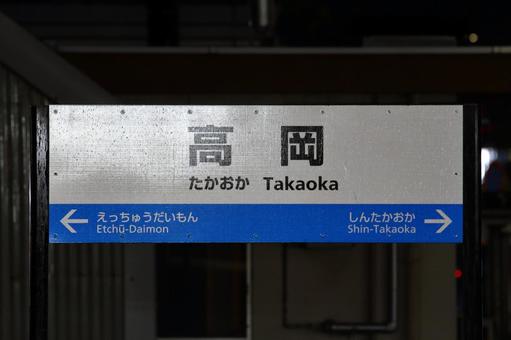 高岡
たかおか Takaoka
← えっちゅうだいもん
Etchū-Daimon
しんたかおか →
Shin-Takaoka